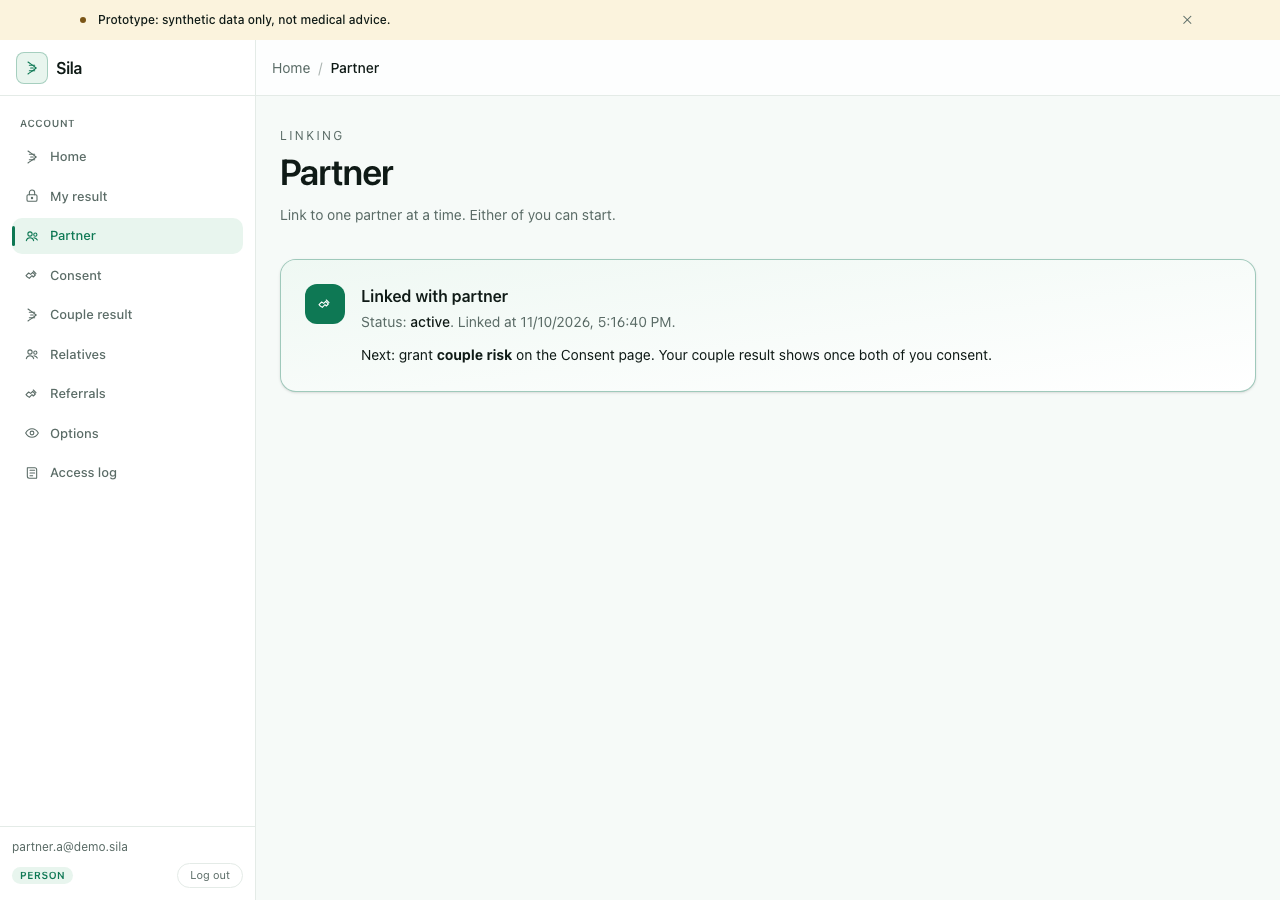 Prototype: synthetic data only, not medical advice.
Sila
Home / Partner
ACCOUNT
Home
My result
Partner
Consent
Couple result
Relatives
Referrals
Options
Access log
LINKING
Partner
Link to one partner at a time. Either of you can start.
Linked with partner
Status: active. Linked at 11/10/2026, 5:16:40 PM.
Next: grant couple risk on the Consent page. Your couple result shows once both of you consent.
partner.a@demo.sila
PERSON
Log out